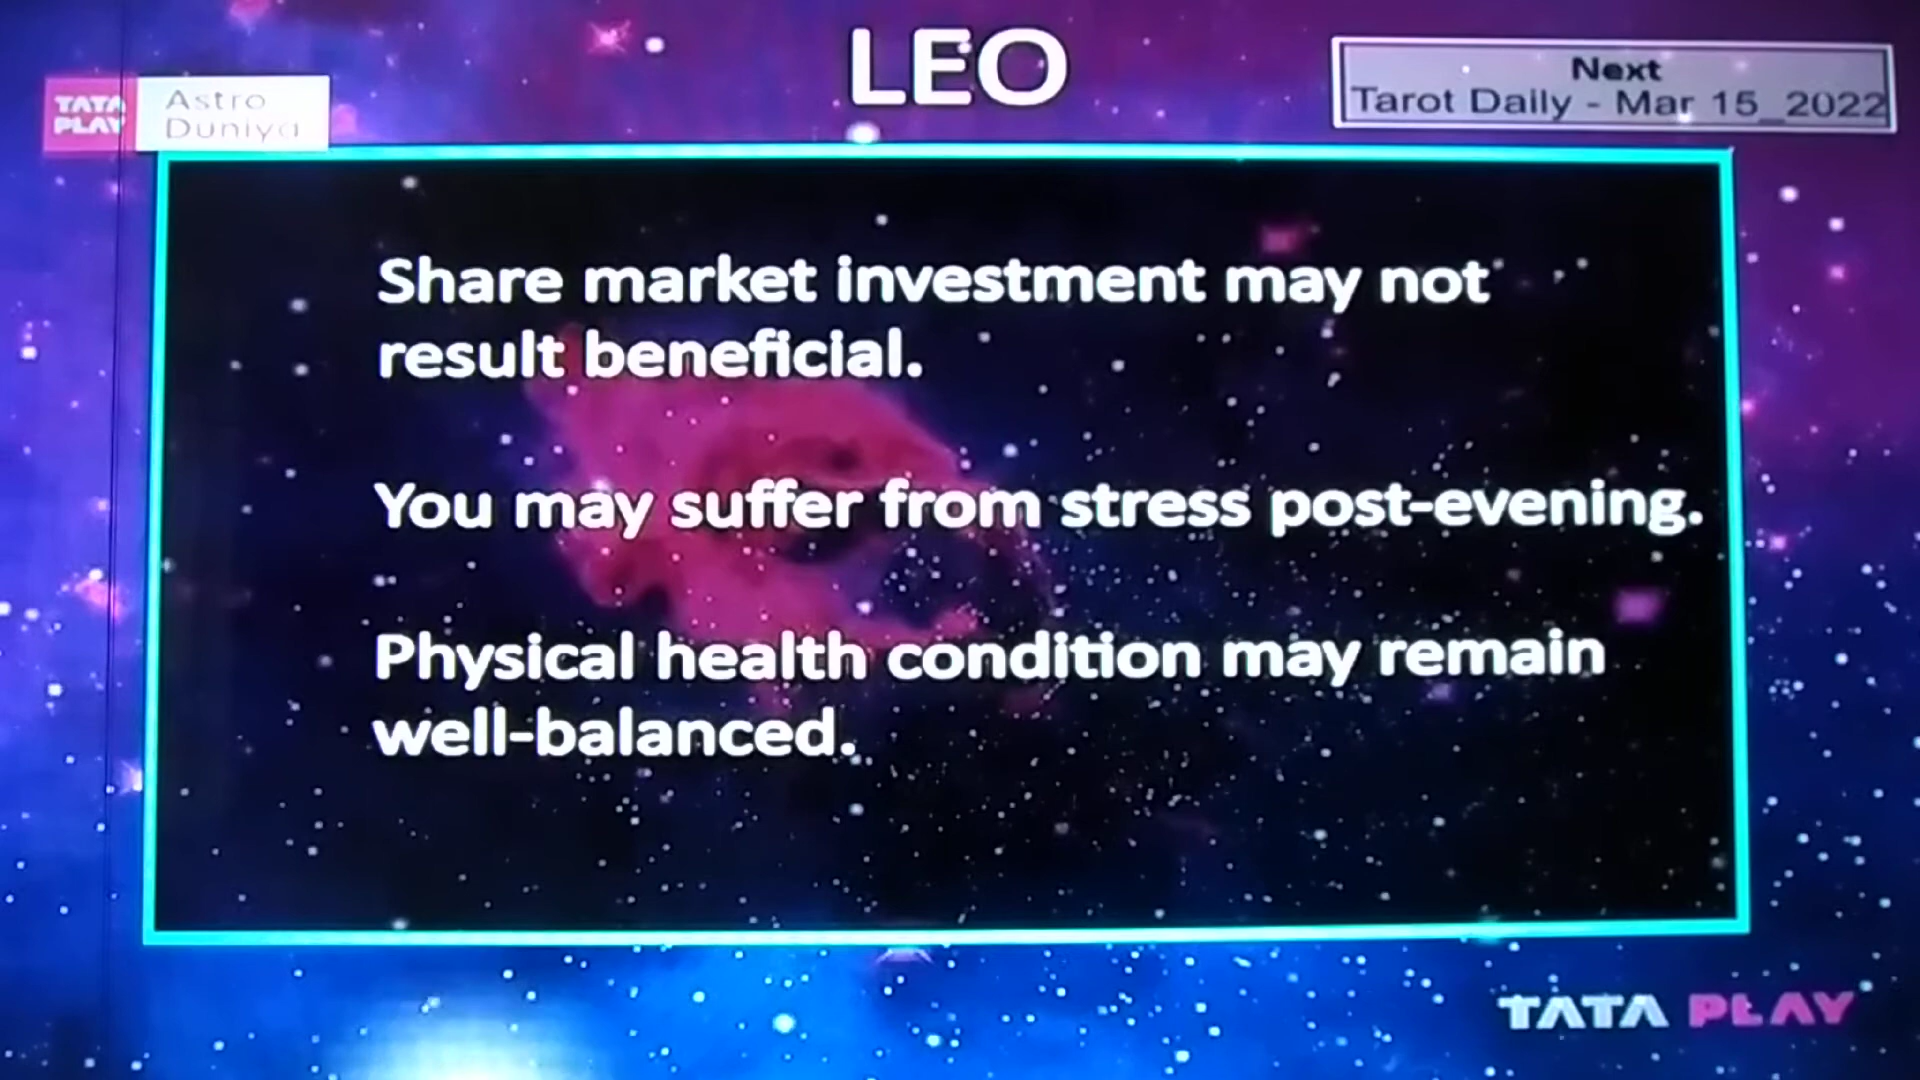 LEO
Next
Tarot Daily - Mar 15_2022
TATA
PLAY
Astro
Duniya
Share market investment may not
result beneficial.
You may suffer from stress post-evening.
Physical health condition may remain
well-balanced.
TATA PLAY